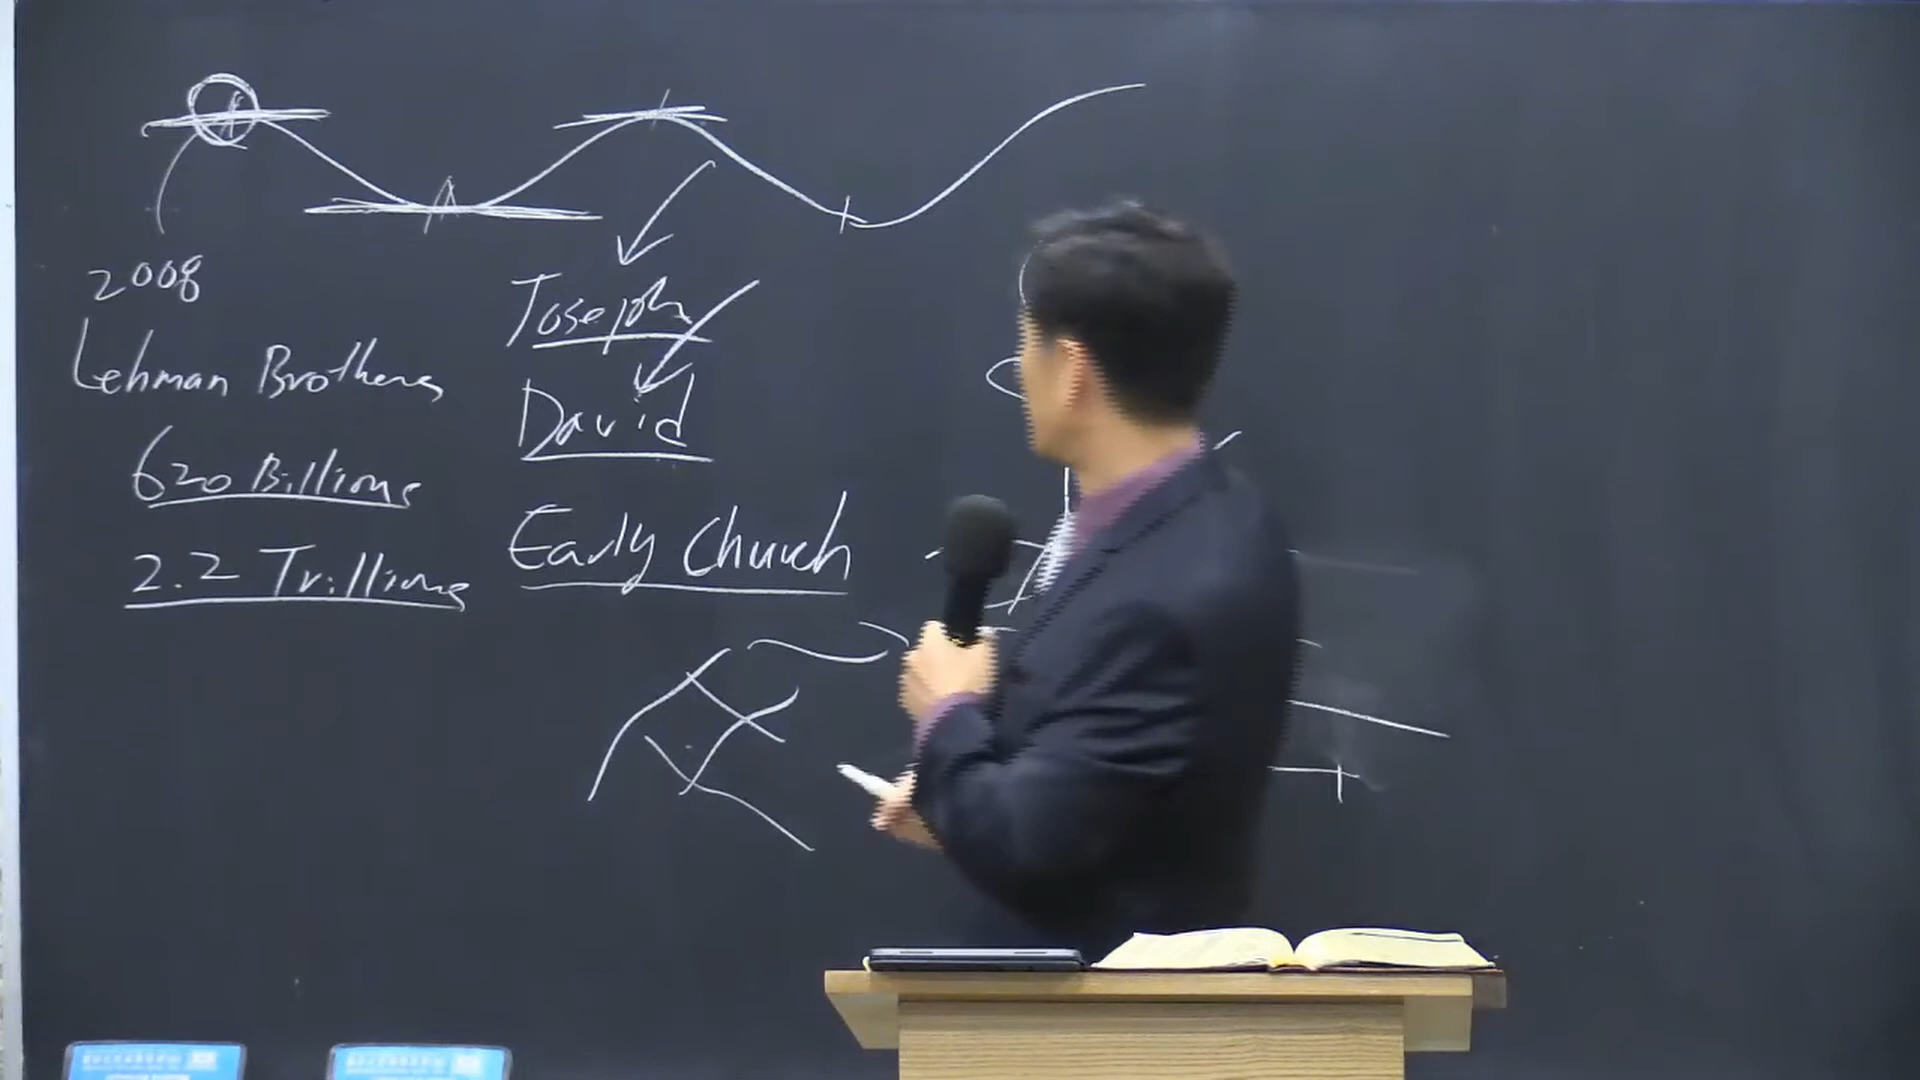 2008
Lehman Brothers
620 Billions
2.2 Trillions
Joseph
David
Early Church